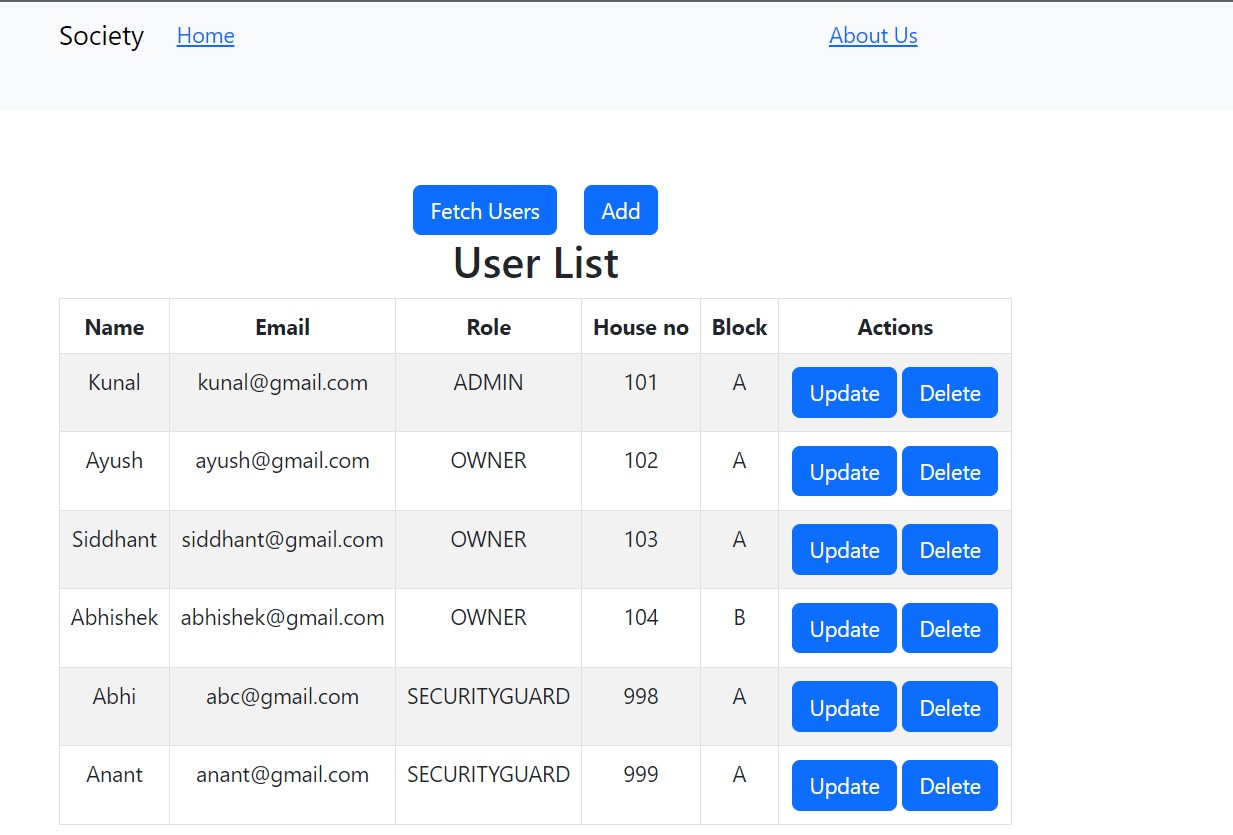 Society Home About Us
Fetch Users Add
User List
Name Email Role House no Block Actions
Kunal kunal@gmail.com ADMIN 101 A Update Delete
Ayush ayush@gmail.com OWNER 102 A Update Delete
Siddhant siddhant@gmail.com OWNER 103 A Update Delete
Abhishek abhishek@gmail.com OWNER 104 B Update Delete
Abhi abc@gmail.com SECURITYGUARD 998 A Update Delete
Anant anant@gmail.com SECURITYGUARD 999 A Update Delete